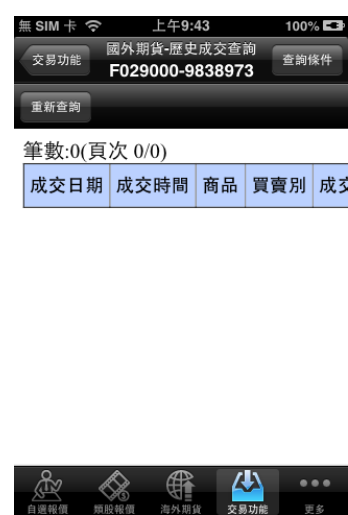 無 SIM 卡 上午9:43 100%
交易功能 國外期貨-歷史成交查詢 查詢條件
F029000-9838973
重新查詢
筆數:0(頁次 0/0)
成交日期 成交時間 商品 買賣別 成交
自選報價 類股報價 海外期貨 交易功能 更多